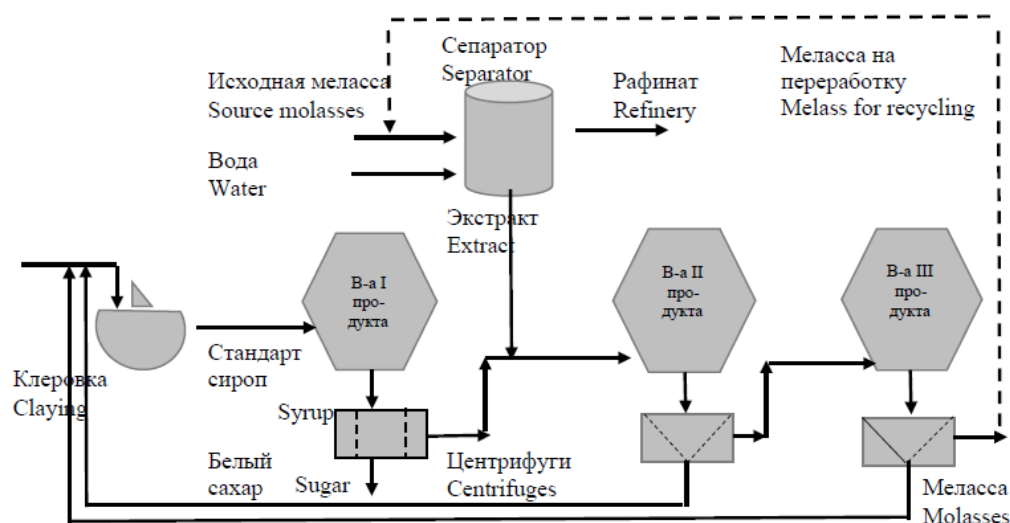 Сепаратор
Separator
Исходная меласса
Source molasses
Рафинат
Refinery
Меласса на
переработку
Melass for recycling
Вода
Water
Экстракт
Extract
В-а I
про-
дукта
В-а II
про-
дукта
В-а III
про-
дукта
Стандарт
сироп
Клеровка
Claying
Syrup
Белый
сахар
Sugar
Центрифуги
Centrifuges
Меласса
Molasses